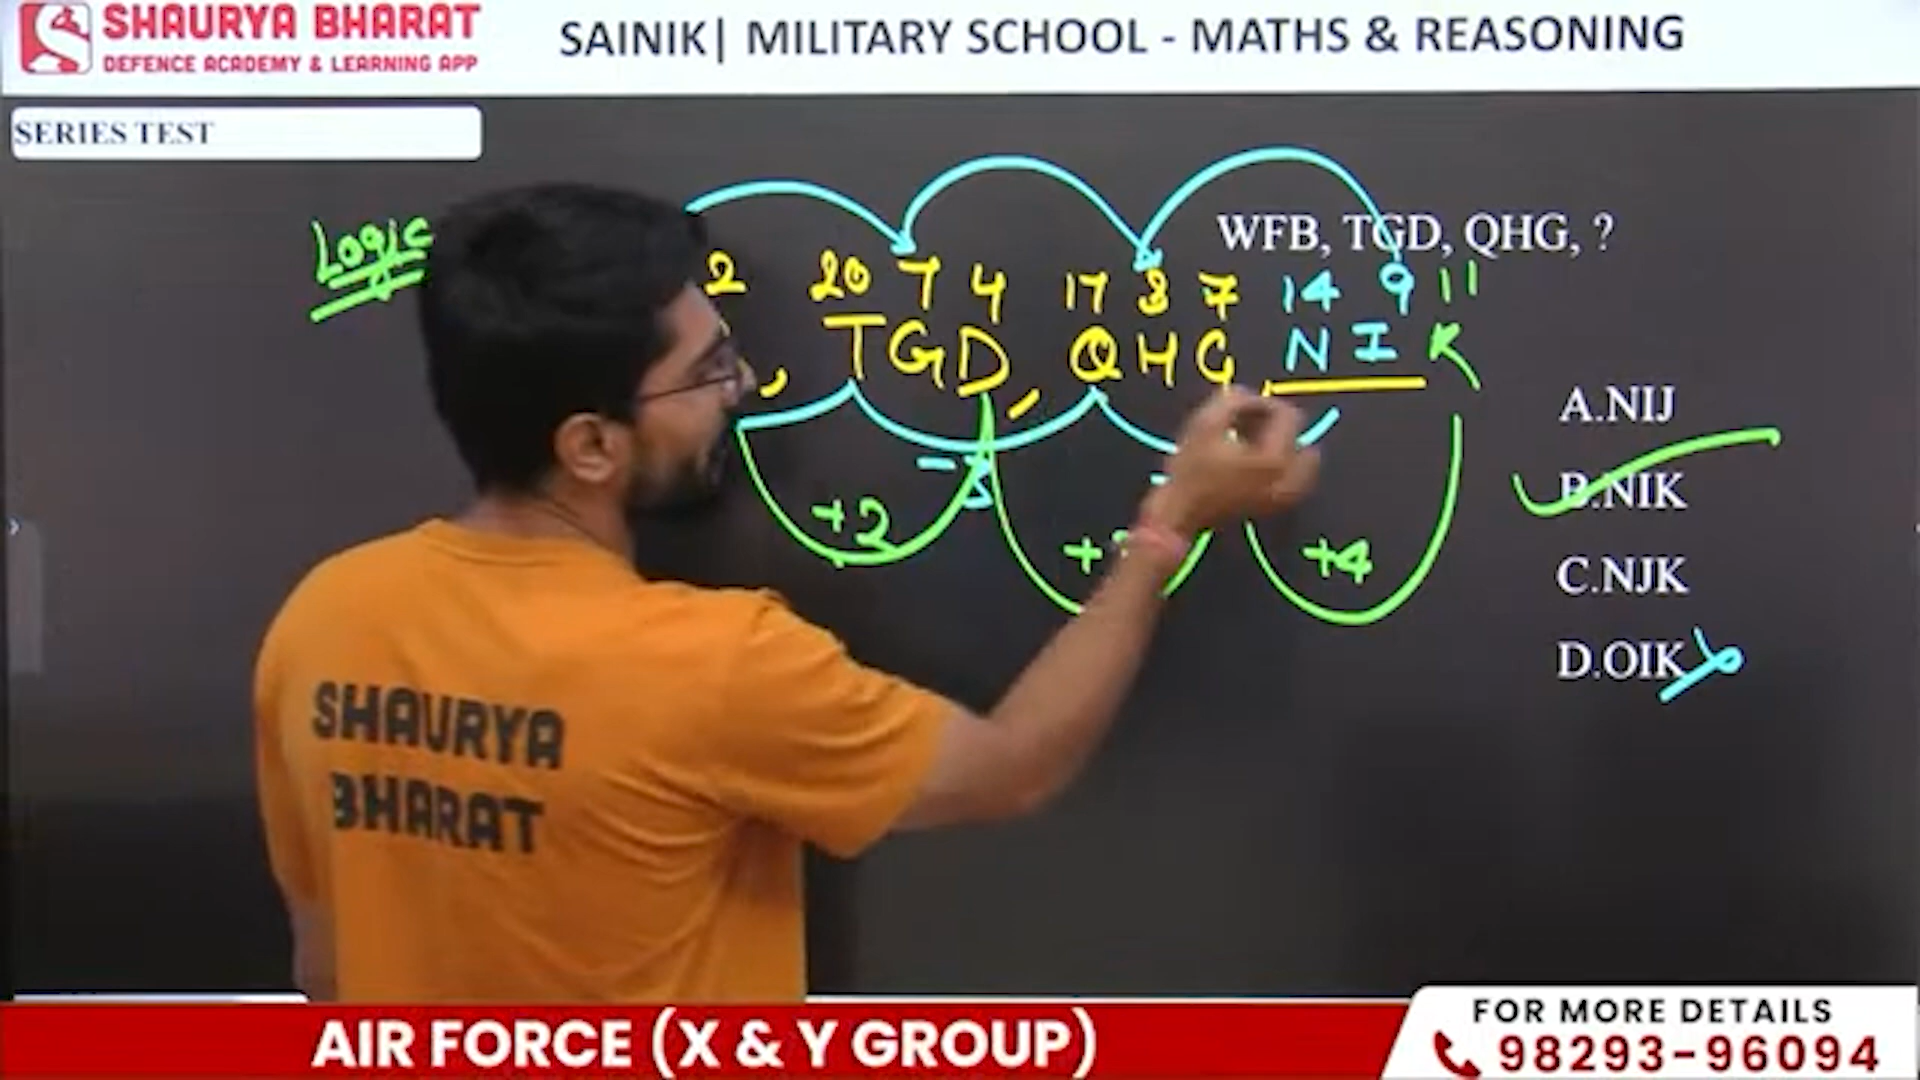 SHAURYA BHARAT
DEFENCE ACADEMY & LEARNING APP
SAINIK| MILITARY SCHOOL - MATHS & REASONING
SERIES TEST
Logic
WFB, TGD, QHG, ?
2 20 7 4 17 8 7 14 9 11
, TGD, QHG, NIK
-3
+2
+4
A.NIJ
B.NIK
C.NJK
D.OIK
SHAURYA
BHARAT
AIR FORCE (X & Y GROUP)
FOR MORE DETAILS
98293-96094